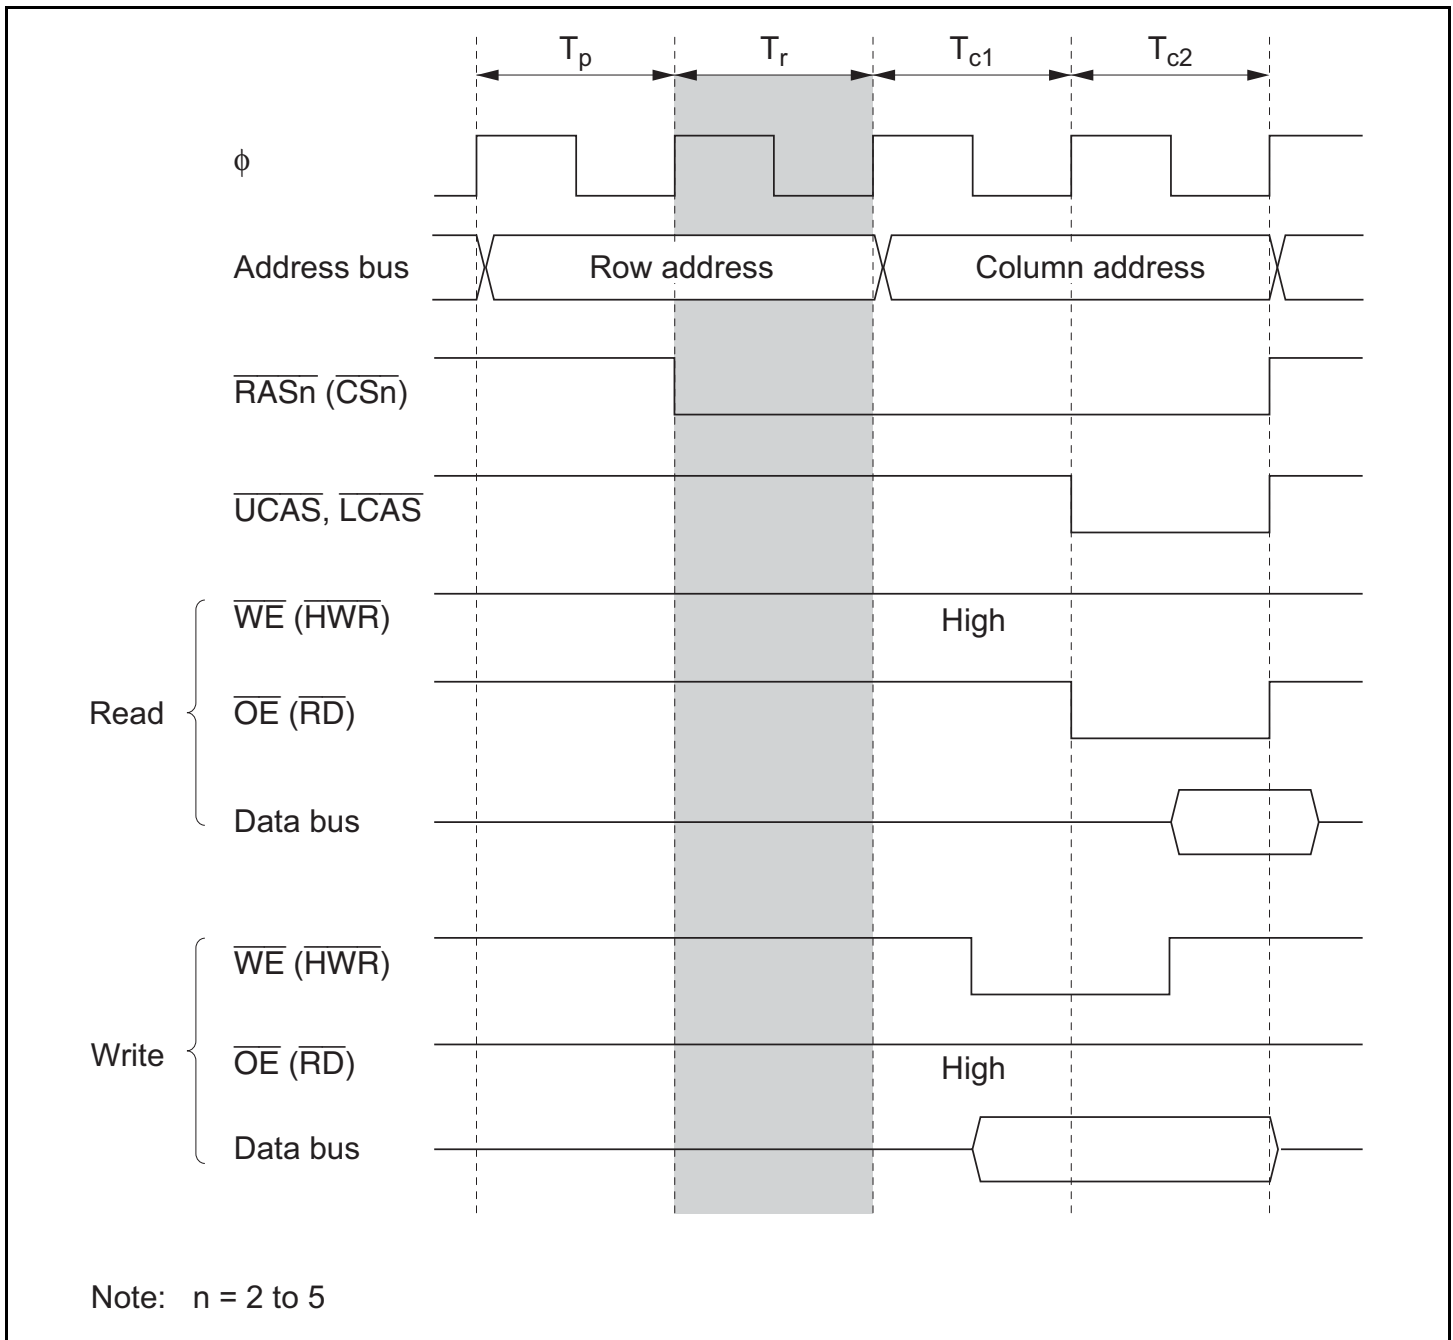 Tp Tr Tc1 Tc2
ϕ
Address bus Row address Column address
RASn (CSn)
UCAS, LCAS
WE (HWR) High
Read OE (RD)
Data bus
WE (HWR)
Write OE (RD) High
Data bus
Note: n = 2 to 5